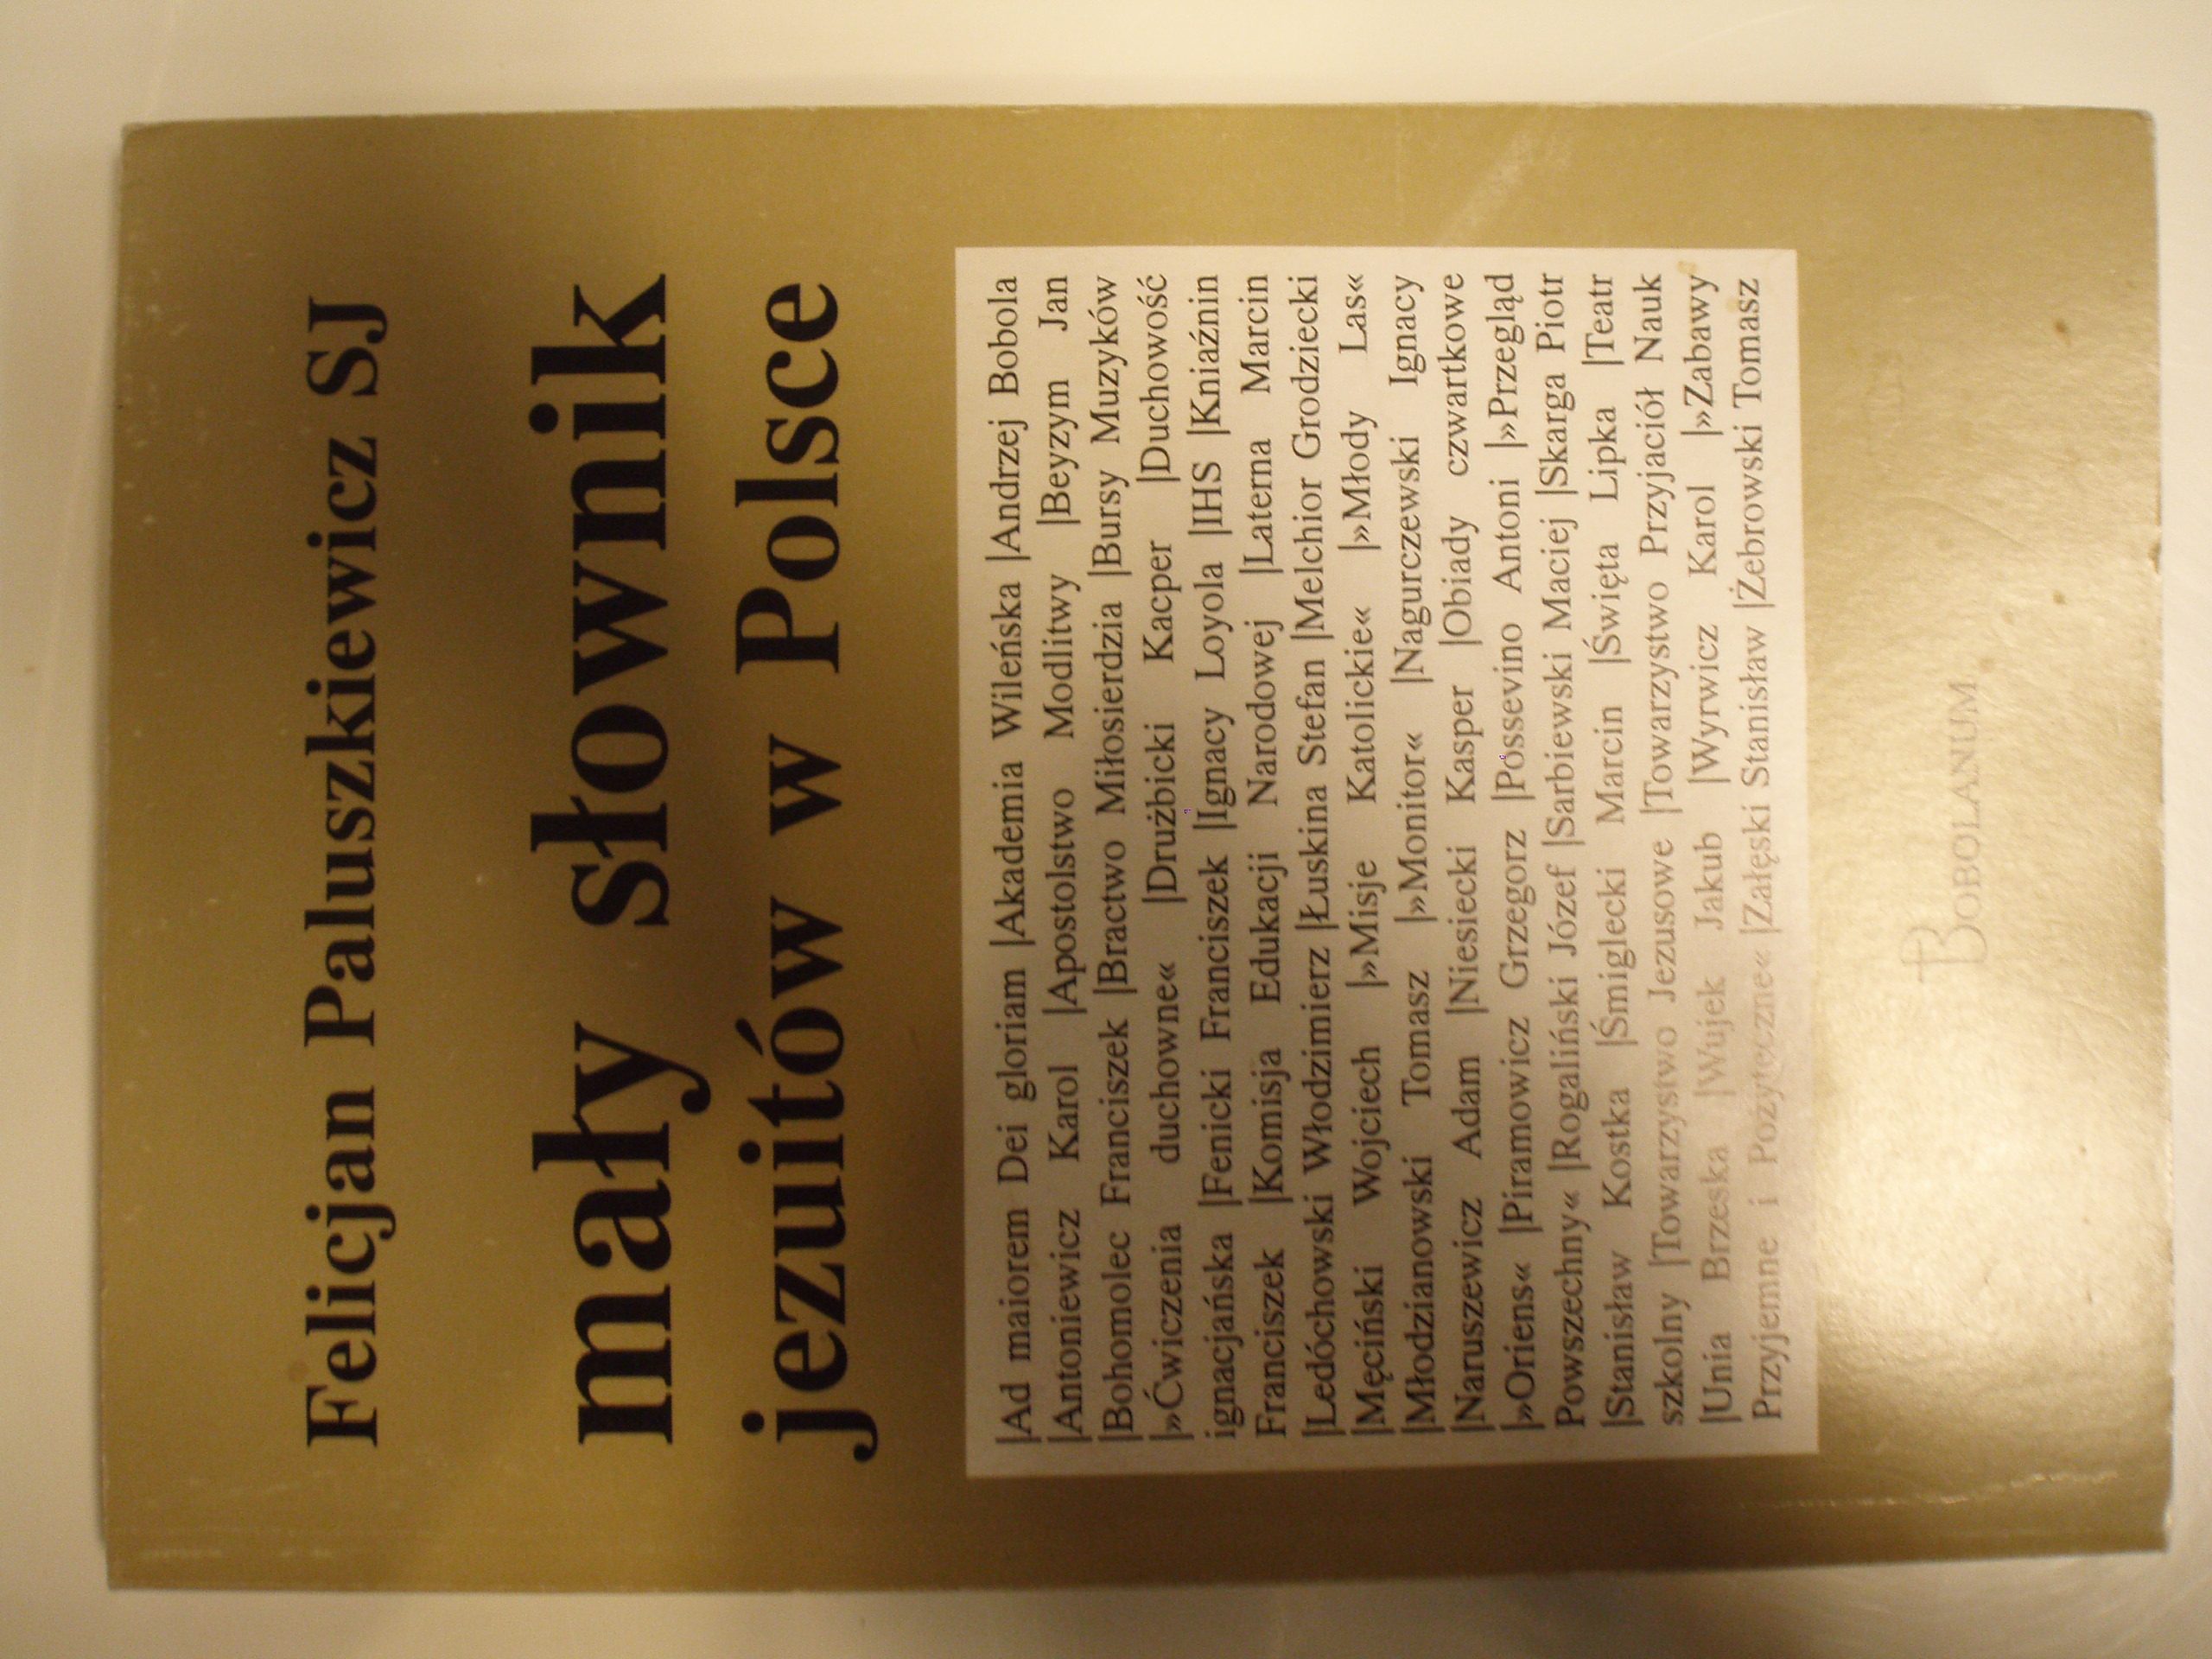 Felicjan Paluszkiewicz SJ
mały słownik
jezuitów w Polsce
|Ad maiorem Dei gloriam |Akademia Wileńska |Andrzej Bobola
|Antoniewicz Karol |Apostolstwo Modlitwy |Beyzym Jan
|Bohomolec Franciszek |Bractwo Miłosierdzia |Bursy Muzyków
|»Ćwiczenia duchowne« |Drużbicki Kacper |Duchowość
ignacjańska |Fenicki Franciszek |Ignacy Loyola |IHS |Kniaźnin
Franciszek |Komisja Edukacji Narodowej |Laterna Marcin
|Ledóchowski Włodzimierz |Łuskina Stefan |Melchior Grodziecki
|Męciński Wojciech |»Misje Katolickie« |»Młody Las«
|Młodzianowski Tomasz |»Monitor« |Nagurczewski Ignacy
|Naruszewicz Adam |Niesiecki Kasper |Obiady czwartkowe
|»Oriens« |Piramowicz Grzegorz |Possevino Antoni |»Przegląd
Powszechny« |Rogaliński Józef |Sarbiewski Maciej |Skarga Piotr
|Stanisław Kostka |Śmiglecki Marcin |Święta Lipka |Teatr
szkolny |Towarzystwo Jezusowe |Towarzystwo Przyjaciół Nauk
|Unia Brzeska |Wujek Jakub |Wyrwicz Karol |»Zabawy
Przyjemne i Pożyteczne« |Załęski Stanisław |Żebrowski Tomasz
BOBOLANUM